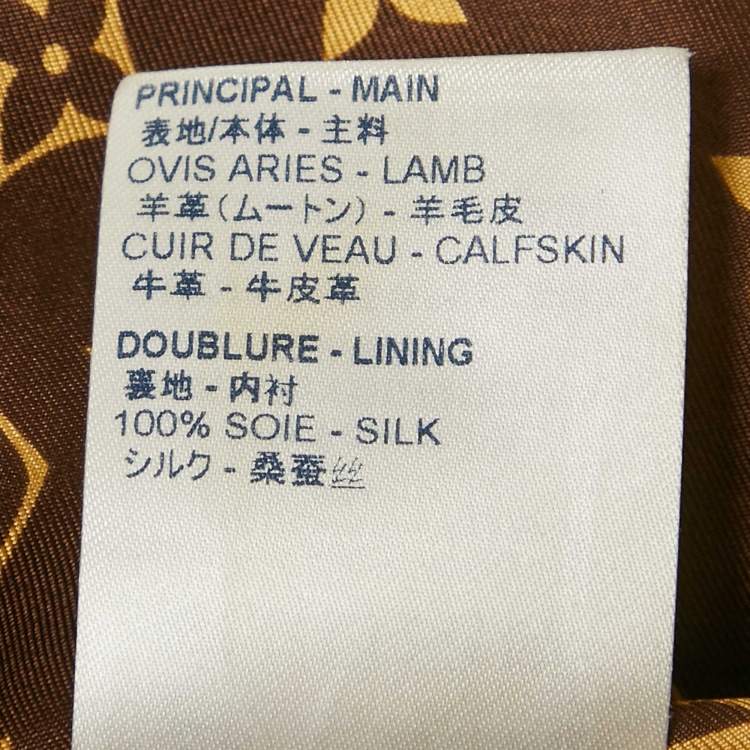 PRINCIPAL - MAIN
表地/本体 - 主料
OVIS ARIES - LAMB
羊革(ムートン) - 羊毛皮
CUIR DE VEAU - CALFSKIN
牛革 - 牛皮革
DOUBLURE - LINING
裏地 - 内衬
100% SOIE - SILK
シルク - 桑蚕丝